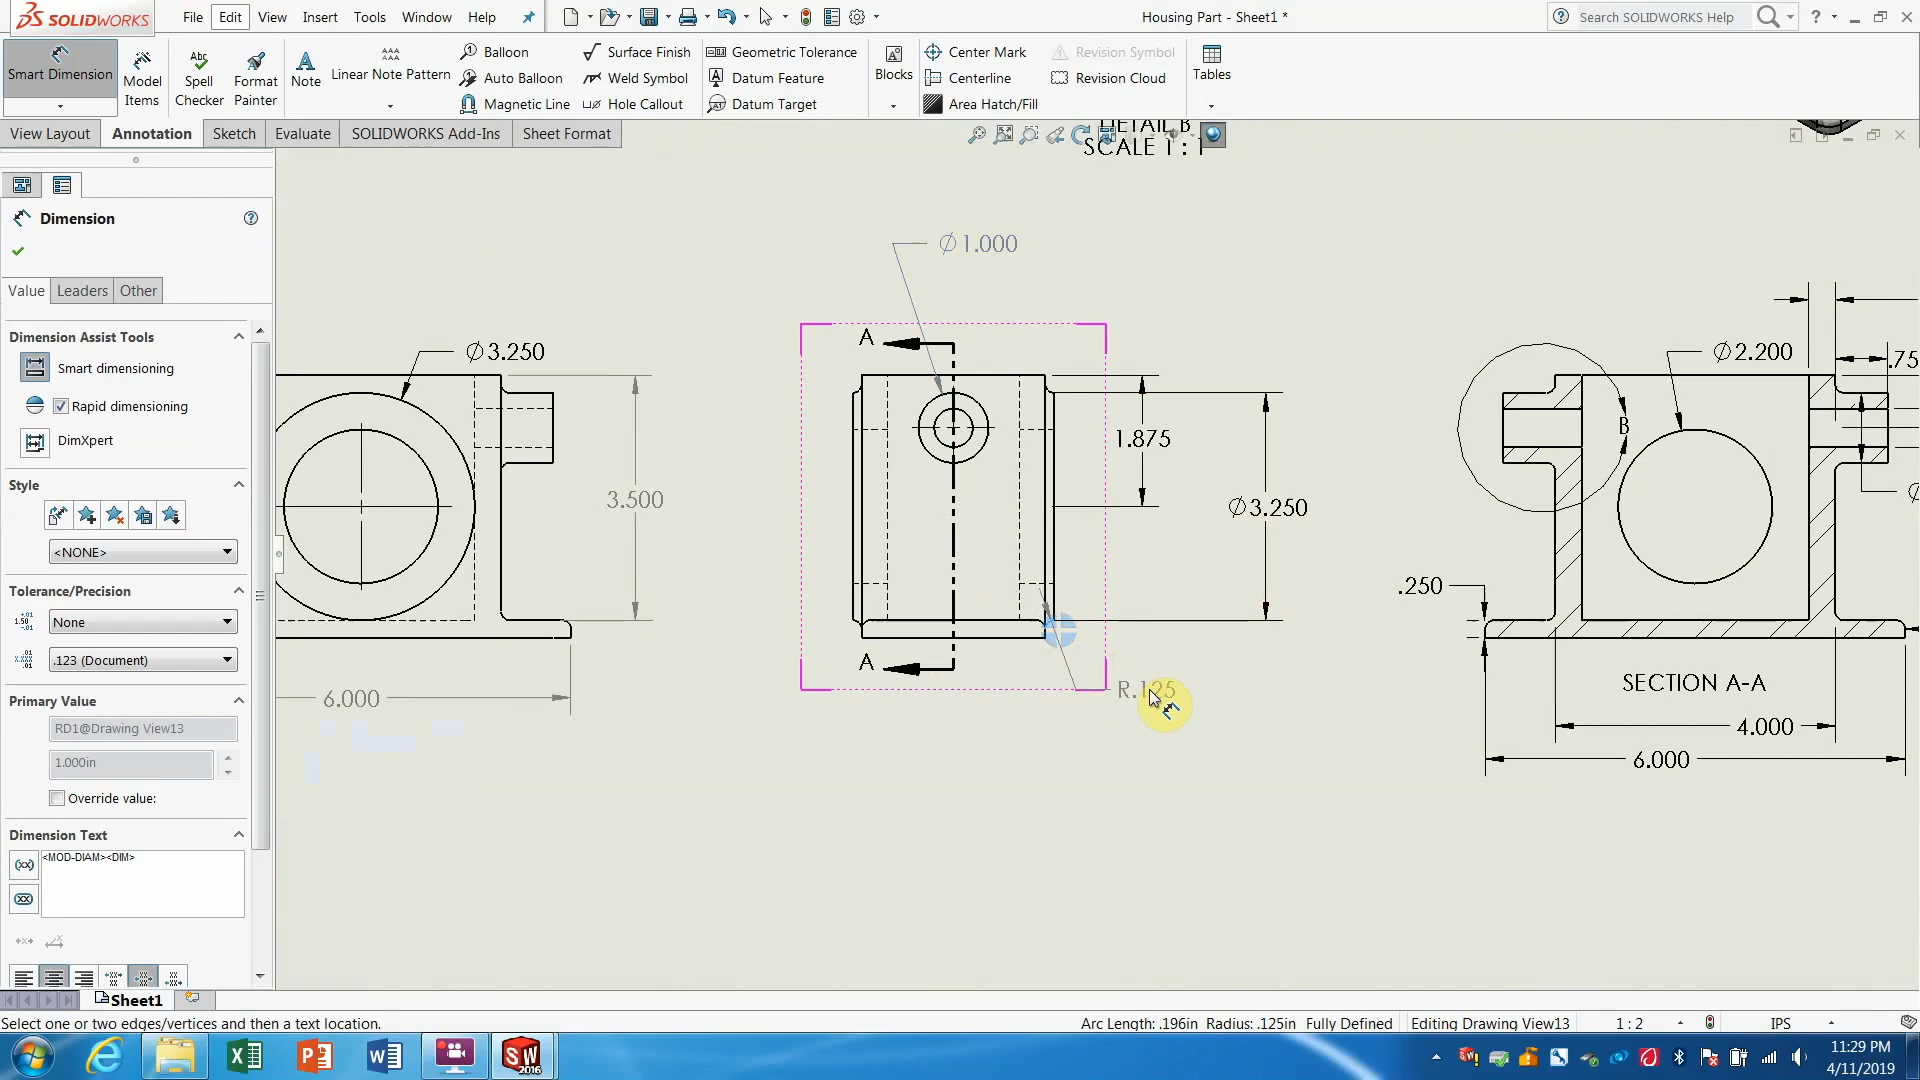 SOLIDWORKS
File Edit View Insert Tools Window Help
Housing Part - Sheet1 *
Search SOLIDWORKS Help
Smart Dimension
Model Items
Spell Checker
Format Painter
Note
Linear Note Pattern
Balloon
Auto Balloon
Magnetic Line
Surface Finish
Weld Symbol
Hole Callout
Geometric Tolerance
Datum Feature
Datum Target
Blocks
Center Mark
Centerline
Area Hatch/Fill
Revision Symbol
Revision Cloud
Tables
View Layout Annotation Sketch Evaluate SOLIDWORKS Add-Ins Sheet Format
DETAIL B
SCALE 1 : 1
Dimension
Value Leaders Other
Dimension Assist Tools
Smart dimensioning
Rapid dimensioning
DimXpert
Style
<NONE>
Tolerance/Precision
None
.123 (Document)
Primary Value
RD1@Drawing View13
1.000in
Override value:
Dimension Text
<MOD-DIAM><DIM>
∅3.250
3.500
6.000
∅1.000
A
1.875
∅3.250
A
R.125
∅2.200
.75
B
.250
∅
SECTION A-A
4.000
6.000
Sheet1
Select one or two edges/vertices and then a text location.
Arc Length: .196in Radius: .125in Fully Defined Editing Drawing View13 1 : 2 IPS
SW 2016
11:29 PM
4/11/2019